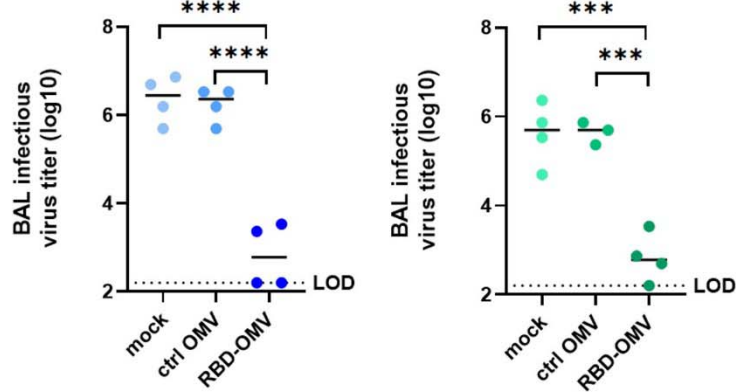 ****
****
8
6
4
2
BAL infectious
virus titer (log10)
LOD
mock
ctrl OMV
RBD-OMV
***
***
8
6
4
2
BAL infectious
virus titer (log10)
LOD
mock
ctrl OMV
RBD-OMV